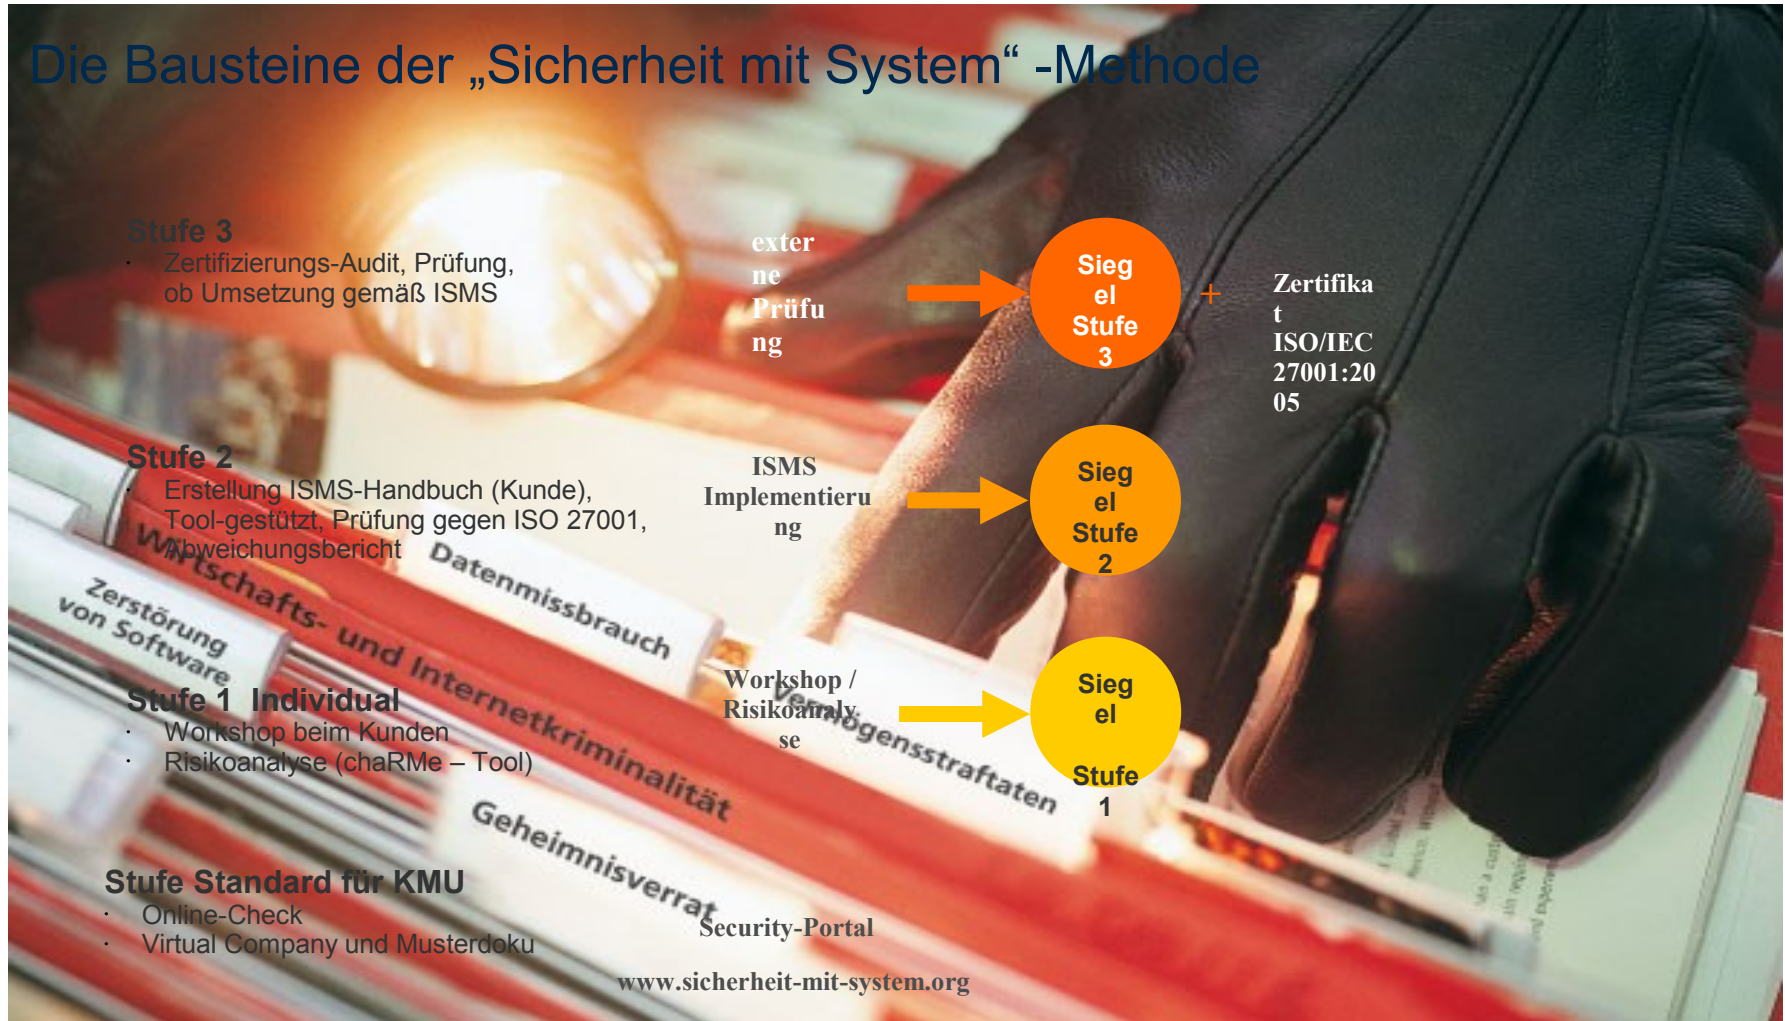 Die Bausteine der „Sicherheit mit System“ -Methode
Stufe 3
· Zertifizierungs-Audit, Prüfung,
ob Umsetzung gemäß ISMS
exter
ne
Prüfu
ng
Sieg
el
Stufe
3
+
Zertifika
t
ISO/IEC
27001:20
05
Stufe 2
· Erstellung ISMS-Handbuch (Kunde),
Tool-gestützt, Prüfung gegen ISO 27001,
Abweichungsbericht
ISMS
Implementieru
ng
Sieg
el
Stufe
2
Wirtschafts- und Internetkriminalität
Datenmissbrauch
Zerstörung
von Software
Vermögensstraftaten
Geheimnisverrat
Stufe 1 Individual
· Workshop beim Kunden
· Risikoanalyse (chaRMe – Tool)
Workshop /
Risikoanaly
se
Sieg
el
Stufe
1
Stufe Standard für KMU
· Online-Check
· Virtual Company und Musterdoku
Security-Portal
www.sicherheit-mit-system.org